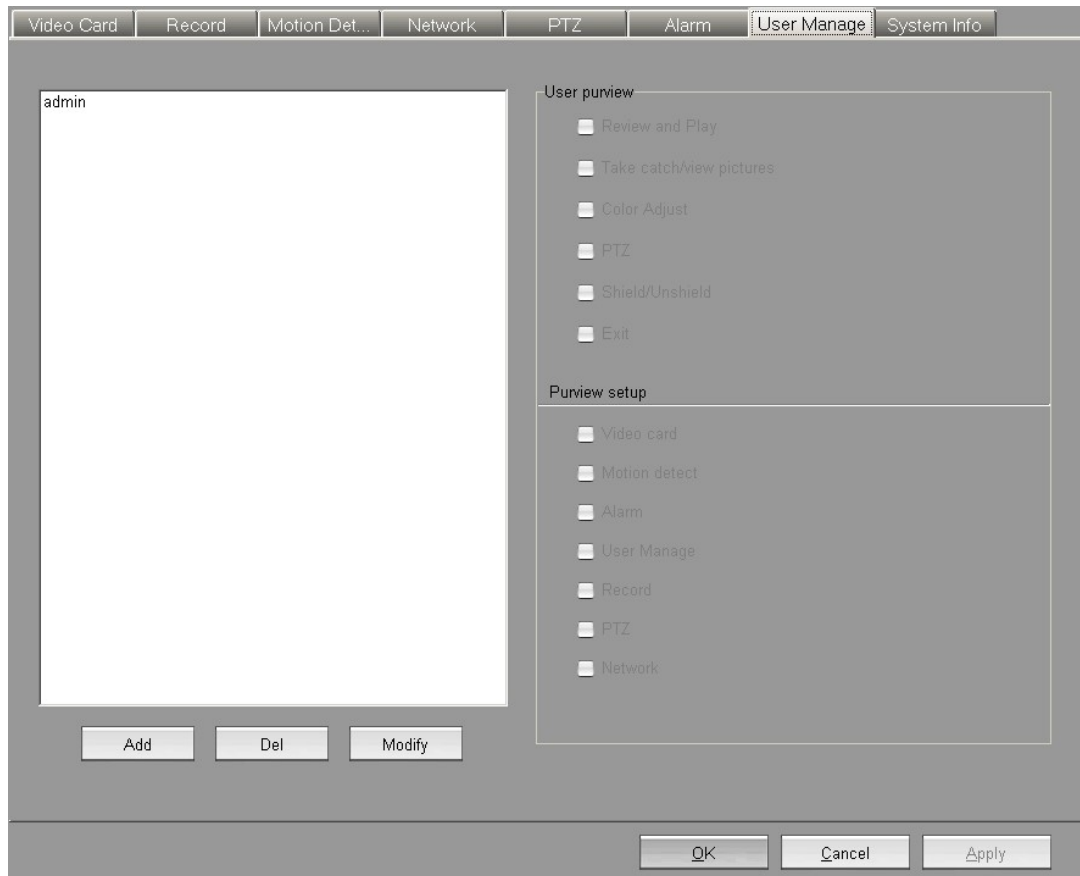 Video Card Record Motion Det... Network PTZ Alarm User Manage System Info
admin
User purview
Review and Play
Take catch/view pictures
Color Adjust
PTZ
Shield/Unshield
Exit
Purview setup
Video card
Motion detect
Alarm
User Manage
Record
PTZ
Network
Add Del Modify
OK Cancel Apply